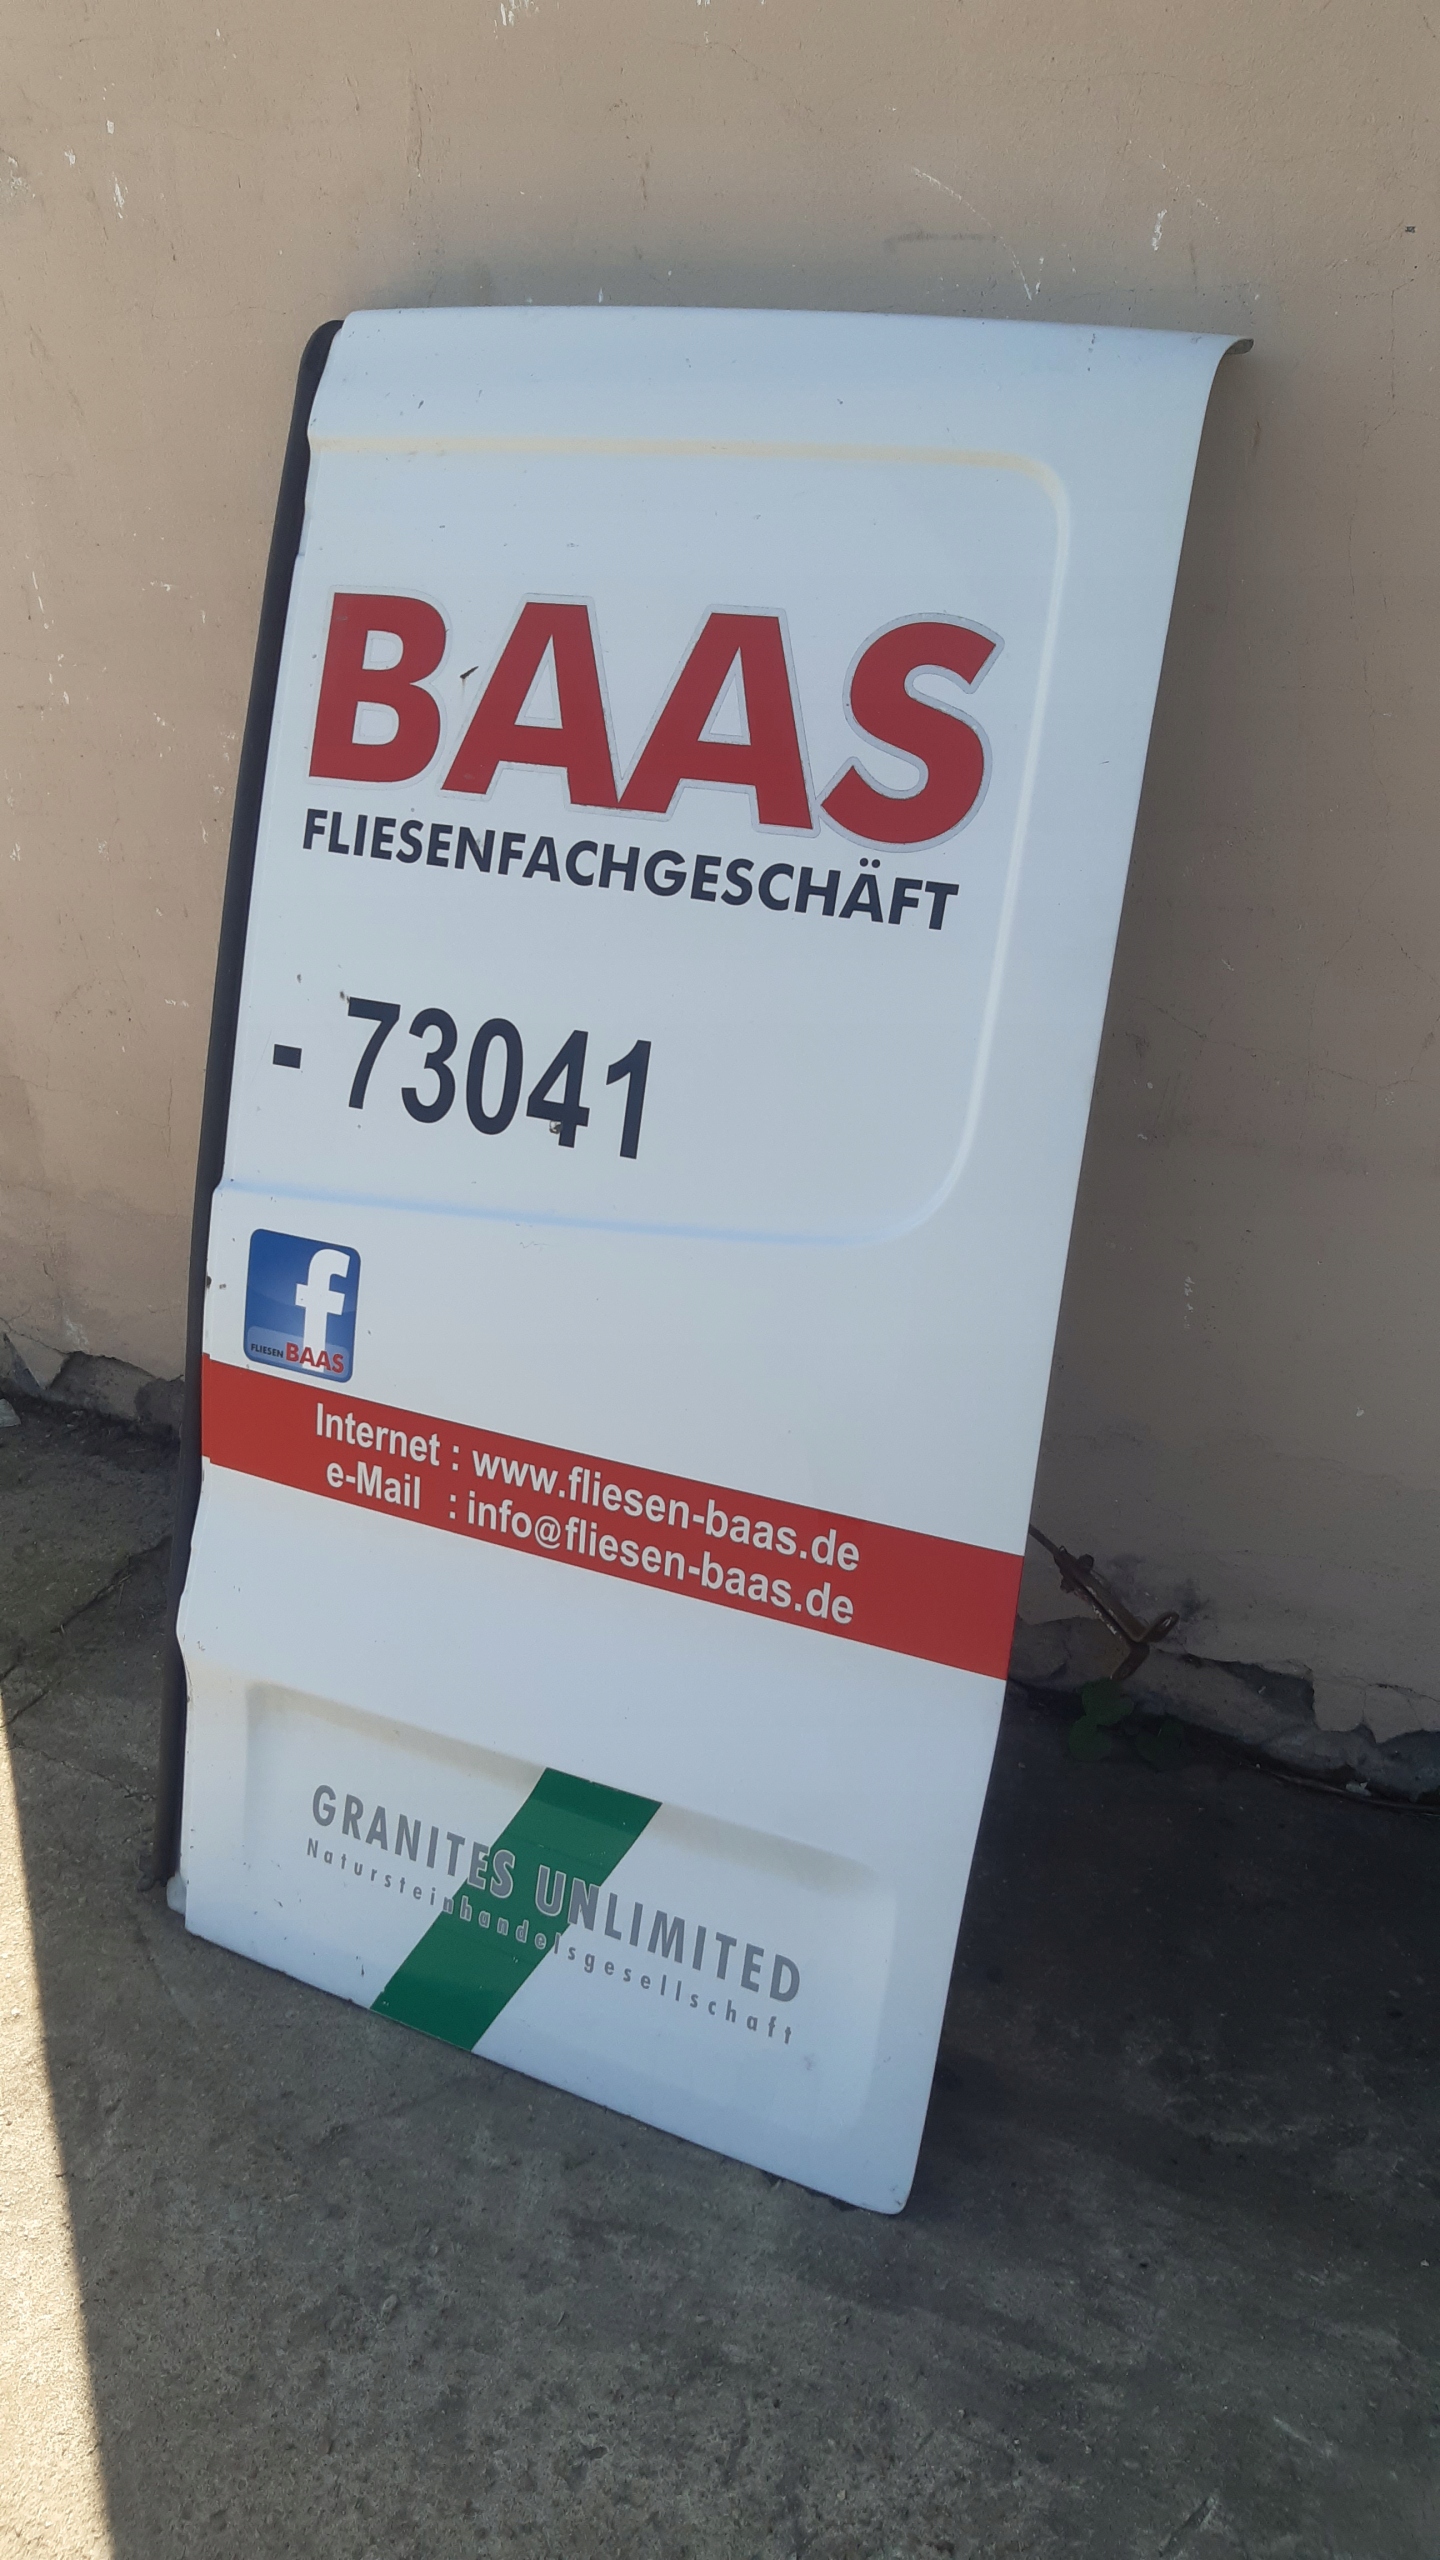 BAAS
FLIESENFACHGESCHÄFT
- 73041
f
FLIESEN BAAS
Internet : www.fliesen-baas.de
e-Mail : info@fliesen-baas.de
GRANITES UNLIMITED
Natursteinhandelsgesellschaft